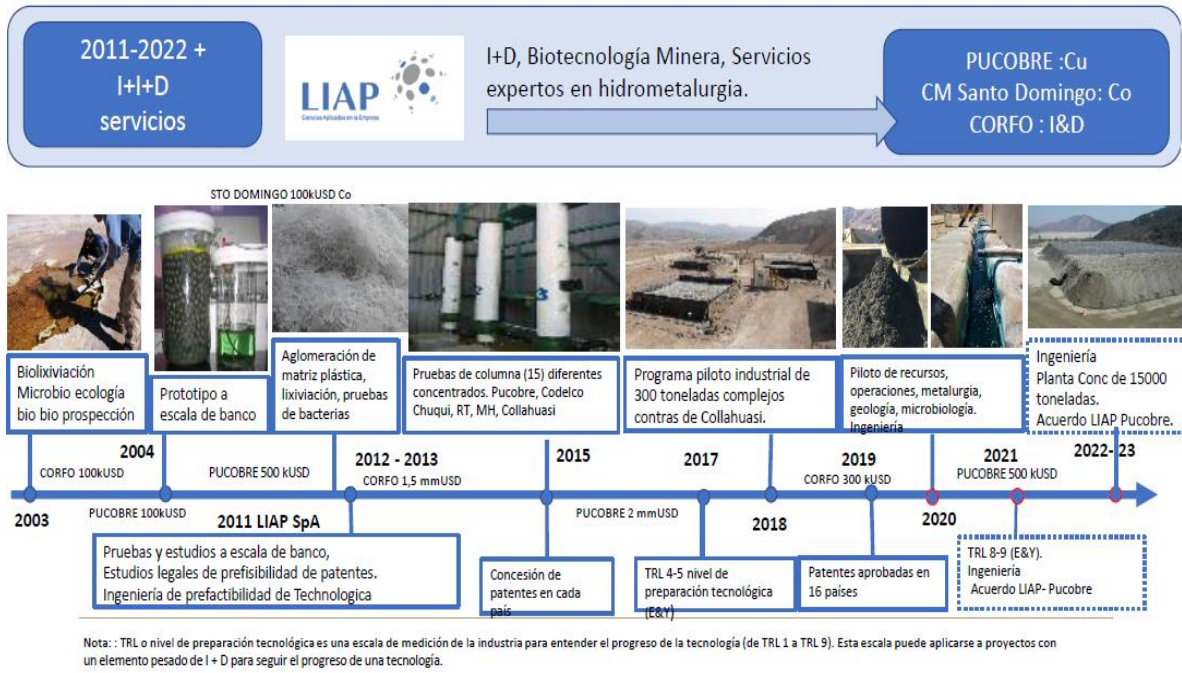 2011-2022 +
I+I+D
servicios
LIAP
Ciencias Aplicadas en la Empresa
I+D, Biotecnología Minera, Servicios
expertos en hidrometalurgia.
PUCOBRE :Cu
CM Santo Domingo: Co
CORFO : I&D
STO DOMINGO 100kUSD Co
Biolixiviación
Microbio ecología
bio bio prospección
Prototipo a
escala de banco
Aglomeración de
matriz plástica,
lixiviación, pruebas
de bacterias
Pruebas de columna (15) diferentes
concentrados. Pucobre, Codelco
Chuqui, RT, MH, Collahuasi
Programa piloto industrial de
300 toneladas complejos
contras de Collahuasi.
Piloto de recursos,
operaciones, metalurgia,
geología, microbiología.
Ingeniería
Ingeniería
Planta Conc de 15000
toneladas.
Acuerdo LIAP Pucobre.
2004
2012 - 2013
2015
2017
2019
2021
2022- 23
CORFO 100kUSD
PUCOBRE 500 kUSD
CORFO 1,5 mmUSD
CORFO 300 kUSD
PUCOBRE 500 kUSD
2003
PUCOBRE 100kUSD
2011 LIAP SpA
PUCOBRE 2 mmUSD
2018
2020
Pruebas y estudios a escala de banco,
Estudios legales de prefisibilidad de patentes.
Ingeniería de prefactibilidad de Technologica
Concesión de
patentes en cada
país
TRL 4-5 nivel de
preparación tecnológica
(E&Y)
Patentes aprobadas en
16 países
TRL 8-9 (E&Y).
Ingeniería
Acuerdo LIAP- Pucobre
Nota: : TRL o nivel de preparación tecnológica es una escala de medición de la industria para entender el progreso de la tecnología (de TRL 1 a TRL 9). Esta escala puede aplicarse a proyectos con
un elemento pesado de I + D para seguir el progreso de una tecnología.